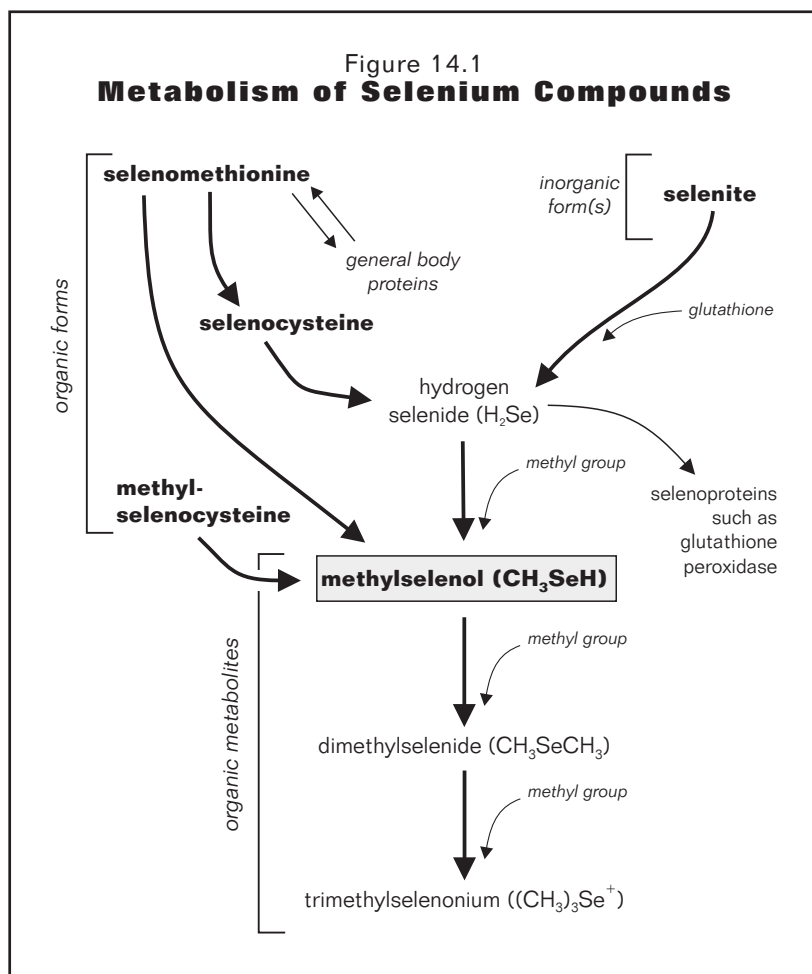 Figure 14.1
Metabolism of Selenium Compounds
selenomethionine
inorganic
form(s)
selenite
general body
proteins
organic forms
selenocysteine
glutathione
hydrogen
selenide (H₂Se)
methyl group
methyl-
selenocysteine
selenoproteins
such as
glutathione
peroxidase
methylselenol (CH₃SeH)
organic metabolites
methyl group
dimethylselenide (CH₃SeCH₃)
methyl group
trimethylselenonium ((CH₃)₃Se⁺)